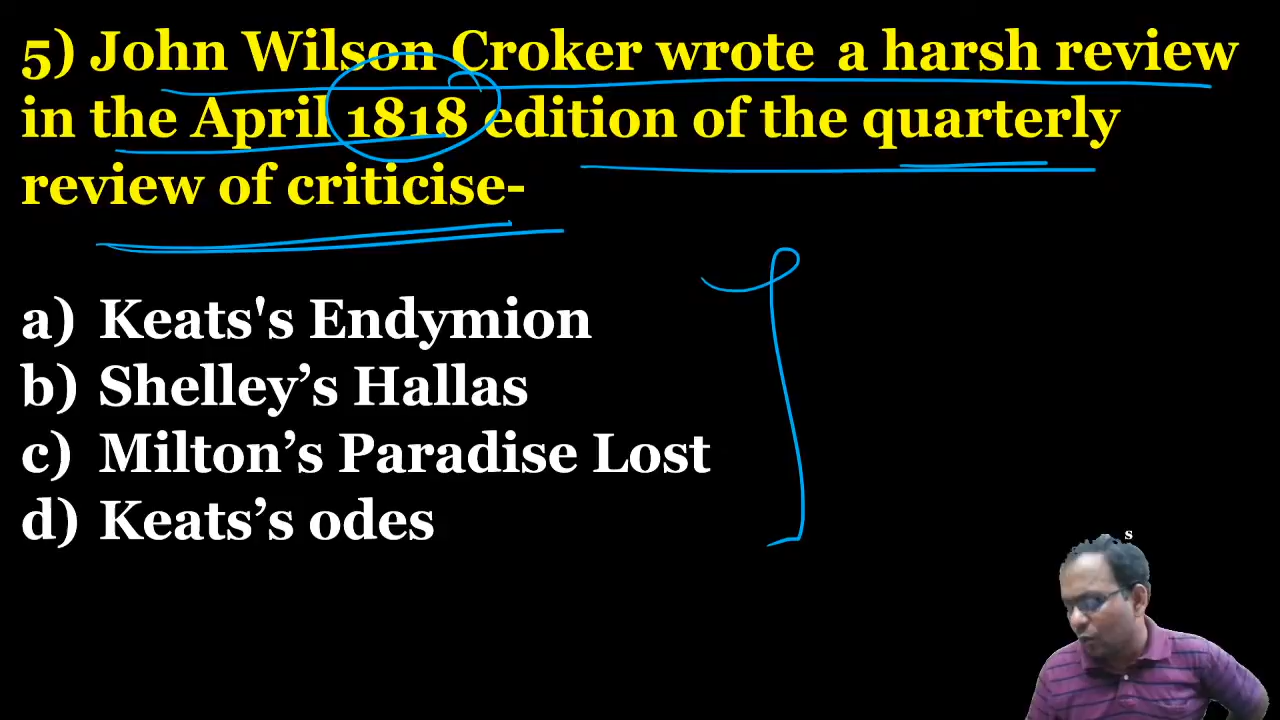 5) John Wilson Croker wrote a harsh review
in the April 1818 edition of the quarterly
review of criticise-
a) Keats's Endymion
b) Shelley’s Hallas
c) Milton’s Paradise Lost
d) Keats’s odes
s